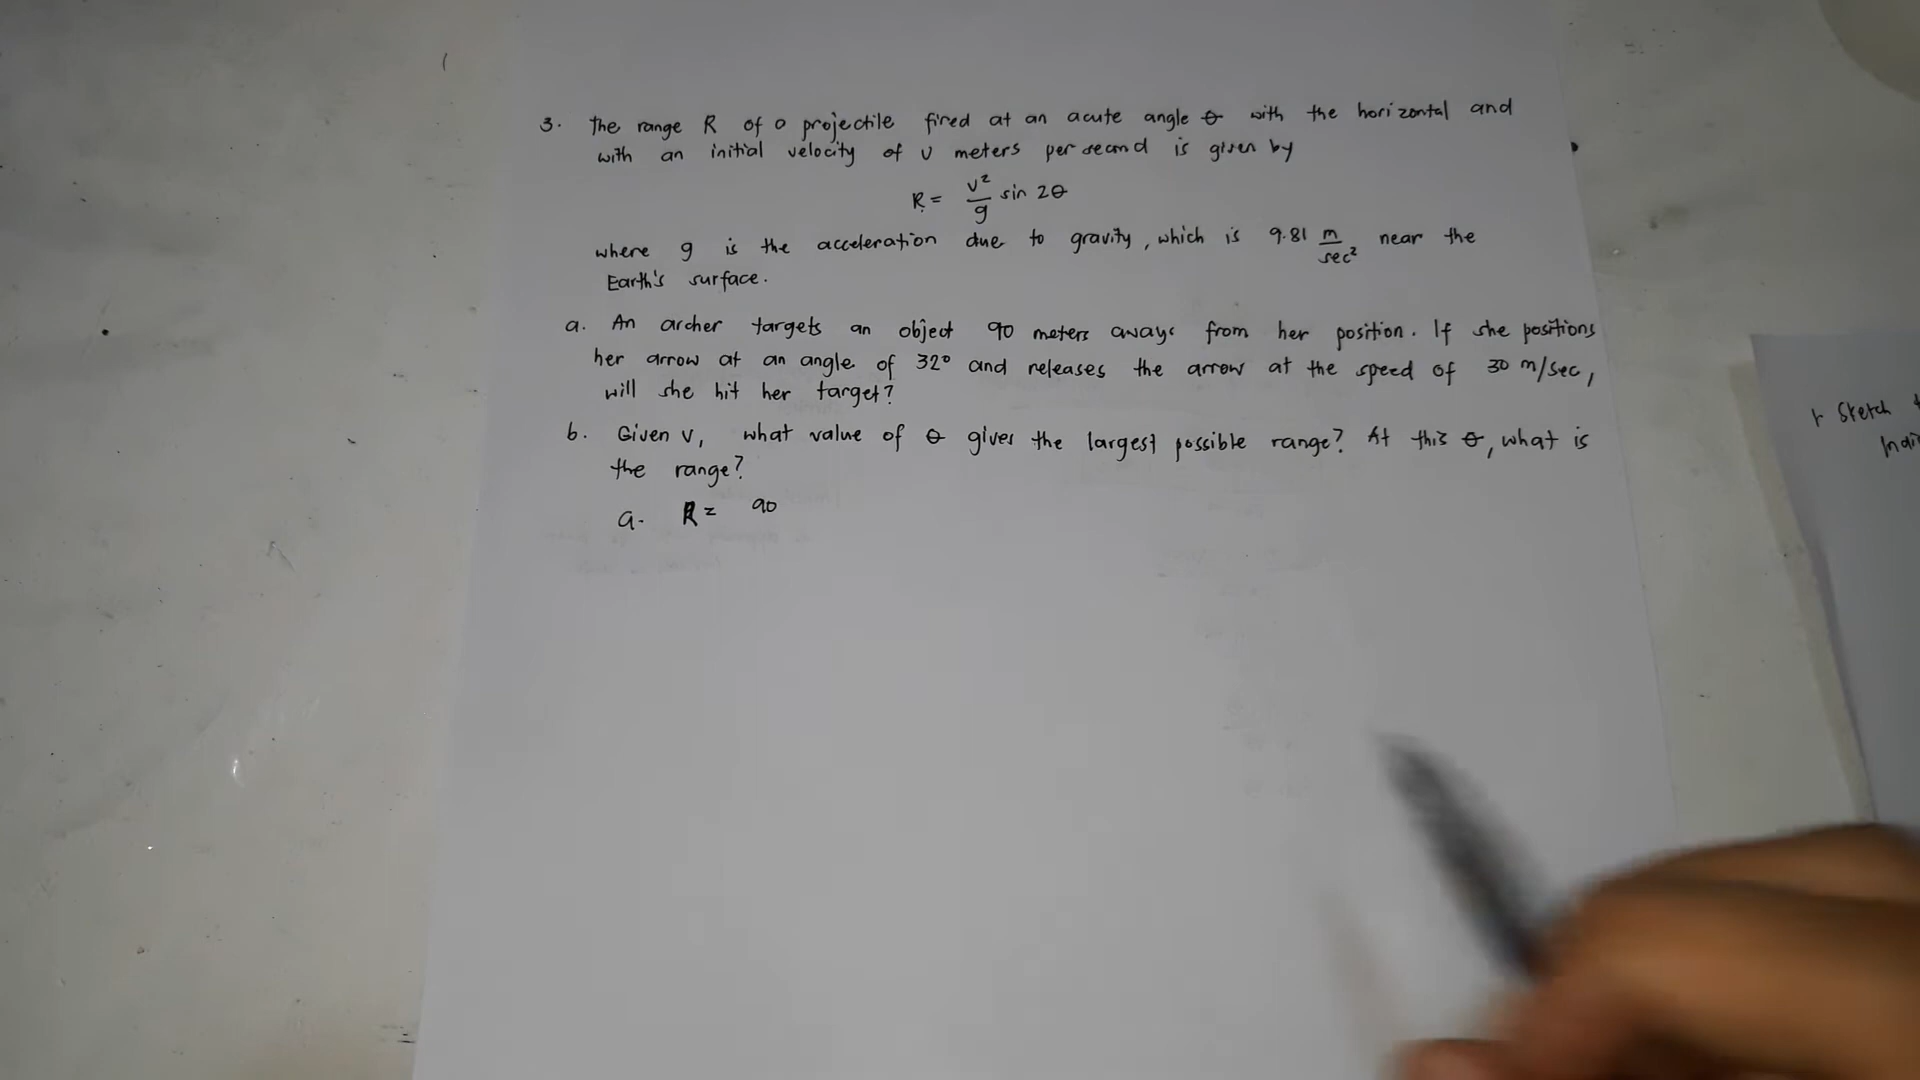 3. The range R of a projectile fired at an acute angle θ with the horizontal and
with an initial velocity of v meters per second is given by
R = v²/g sin 2θ
where g is the acceleration due to gravity, which is 9.81 m/sec² near the
Earth's surface.
a. An archer targets an object 90 meters aways from her position. If she positions
her arrow at an angle of 32° and releases the arrow at the speed of 30 m/sec,
will she hit her target?
b. Given v, what value of θ gives the largest possible range? At this θ, what is
the range?
a. R = 90
Sketch